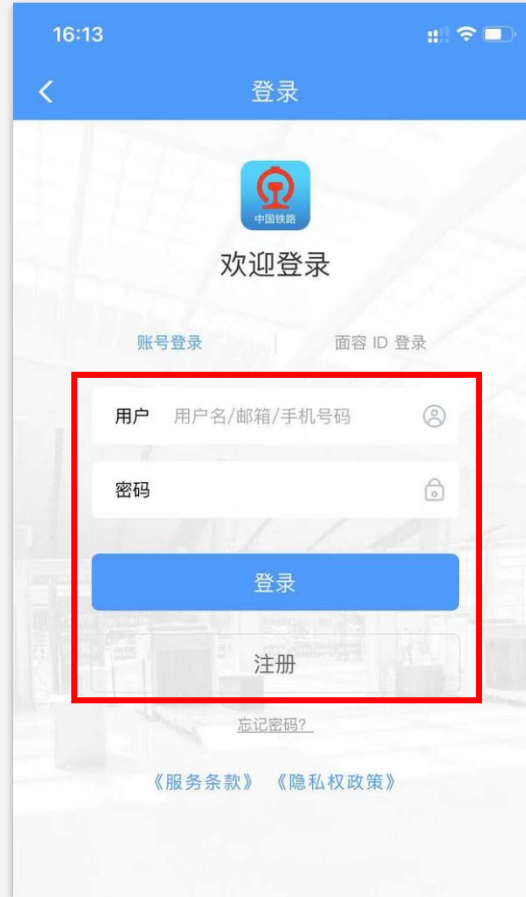 16:13
登录
中国铁路
欢迎登录
账号登录 面容 ID 登录
用户 用户名/邮箱/手机号码
密码
登录
注册
忘记密码?
《服务条款》 《隐私权政策》